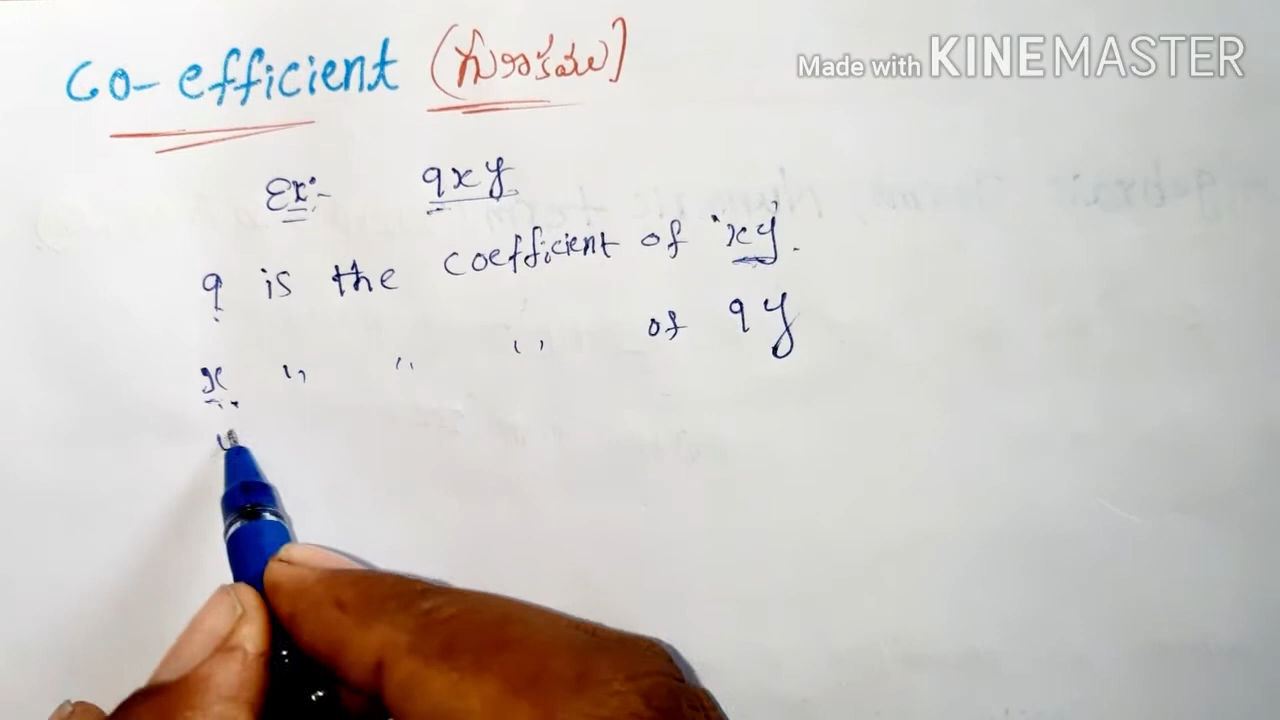 Co-efficient (గుణకము]
Made with KINEMASTER
Ex:- 9xy
9 is the coefficient of 'xy'.
x " " " of 9y